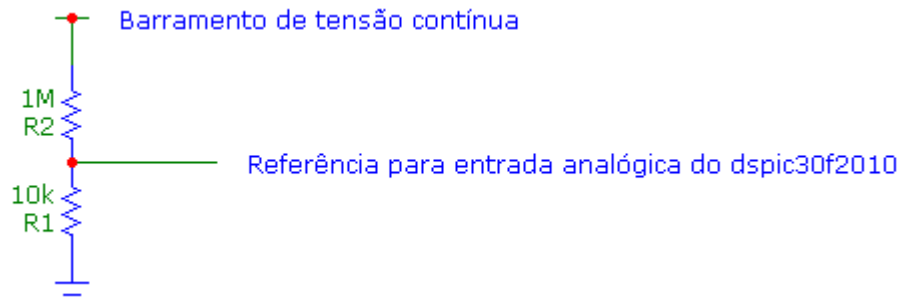 Barramento de tensão contínua
1M
R2
Referência para entrada analógica do dspic30f2010
10k
R1